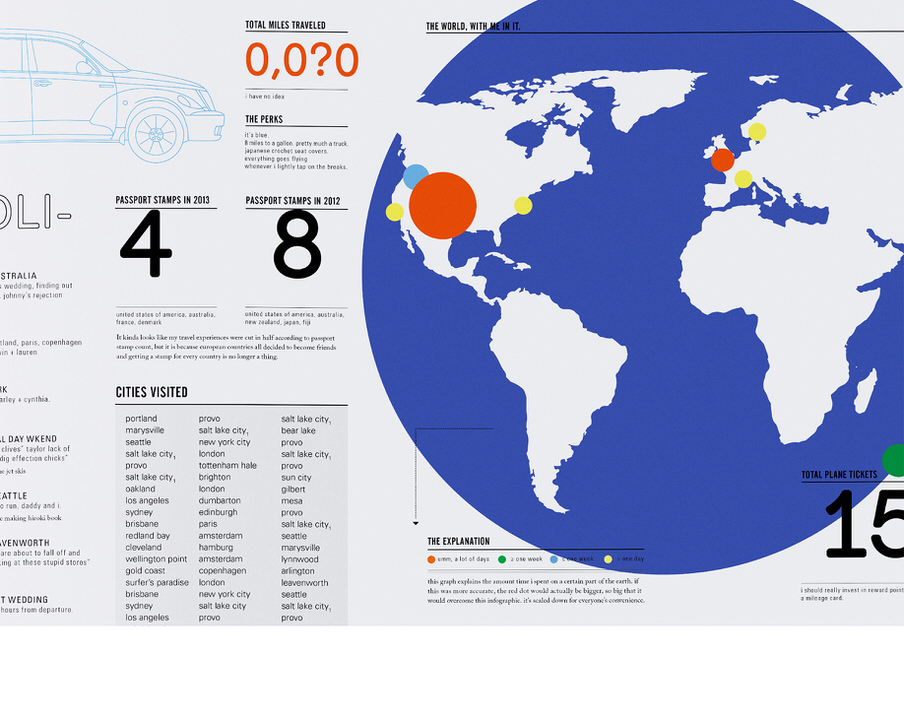 TOTAL MILES TRAVELED
0,0?0
i have no idea
THE PERKS
it's blue.
8 miles to a gallon, pretty much a truck.
japanese crochet seat covers.
everything goes flying
whenever i lightly tap on the breaks.
OLI-
PASSPORT STAMPS IN 2013
4
united states of america, australia,
france, denmark
PASSPORT STAMPS IN 2012
8
united states of america, australia,
new zealand, japan, fiji
It kinda looks like my travel experiences were cut in half according to passport
stamp count, but it is because european countries all decided to become friends
and getting a stamp for every country is no longer a thing.
STRALIA
wedding, finding out
johnny's rejection
tland, paris, copenhagen
in + lauren
RK
arley + cynthia.
AL DAY WKEND
clives" taylor lack of
dig effection chicks"
e jet skis
EATTLE
o run, daddy and i.
e making hiroki book
AVENWORTH
are about to fall off and
ing at these stupid stores"
T WEDDING
hours from departure.
CITIES VISITED
portland
marysville
seattle
salt lake city,
provo
salt lake city,
oakland
los angeles
sydney
brisbane
redland bay
cleveland
wellington point
gold coast
surfer's paradise
brisbane
sydney
los angeles
provo
salt lake city,
new york city
london
tottenham hale
brighton
london
dumbarton
edinburgh
paris
amsterdam
hamburg
amsterdam
copenhagen
london
new york city
salt lake city
provo
salt lake city,
bear lake
provo
salt lake city,
provo
sun city
gilbert
mesa
provo
salt lake city,
seattle
marysville
lynnwood
arlington
leavenworth
seattle
salt lake city,
provo
THE WORLD, WITH ME IN IT.
THE EXPLANATION
umm, a lot of days
one week
one week
day
this graph explains the amount time i spent on a certain part of the earth. if
this was more accurate, the red dot would actually be bigger, so big that it
would overcome this infographic. it's scaled down for everyone's convenience.
TOTAL PLANE TICKETS
15
i should really invest in reward point
a mileage card.